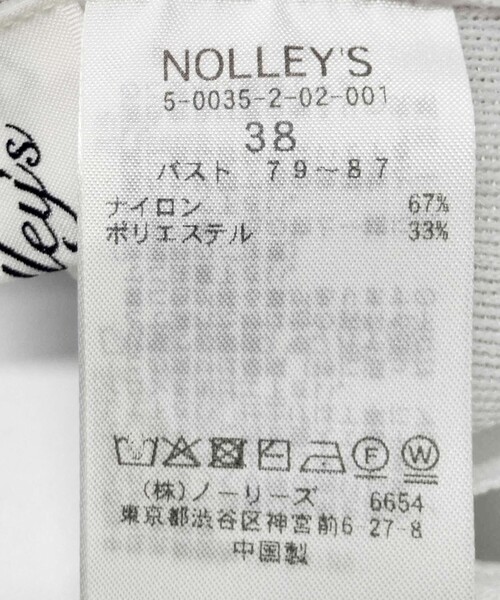 NOLLEY'S
5-0035-2-02-001
38
バスト 79~87
ナイロン 67%
ポリエステル 33%
F W
(株)ノーリーズ 6654
東京都渋谷区神宮前6 27-8
中国製
ley's